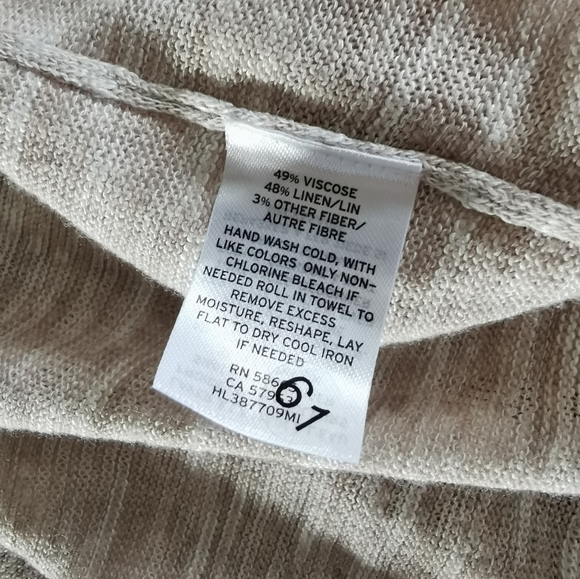 49% VISCOSE
48% LINEN/LIN
3% OTHER FIBER/
AUTRE FIBRE
HAND WASH COLD, WITH
LIKE COLORS ONLY NON-
CHLORINE BLEACH IF
NEEDED ROLL IN TOWEL TO
REMOVE EXCESS
MOISTURE, RESHAPE, LAY
FLAT TO DRY COOL IRON
IF NEEDED
RN
CA
HL387709MI
67